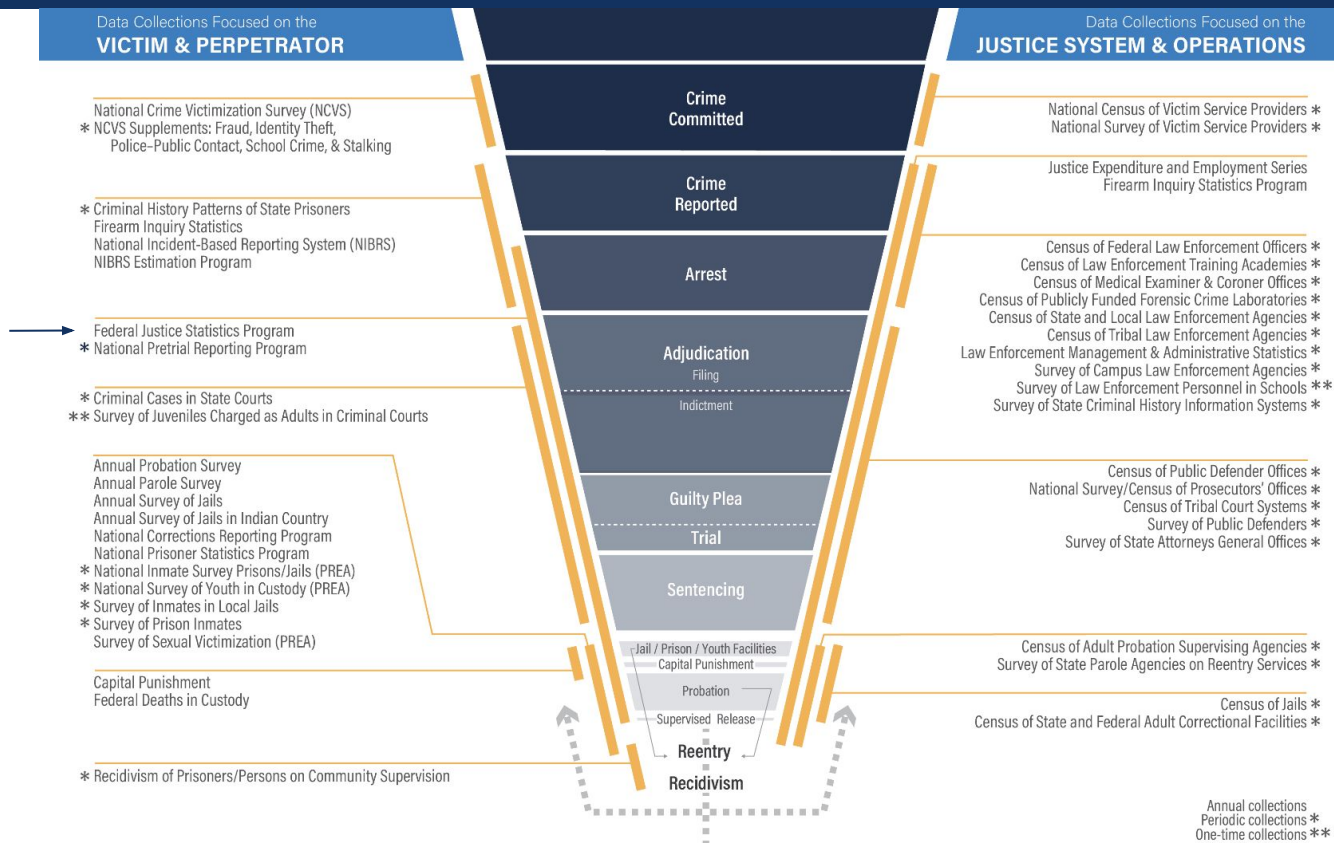 Data Collections Focused on the
VICTIM & PERPETRATOR
National Crime Victimization Survey (NCVS)
* NCVS Supplements: Fraud, Identity Theft,
Police–Public Contact, School Crime, & Stalking
* Criminal History Patterns of State Prisoners
Firearm Inquiry Statistics
National Incident-Based Reporting System (NIBRS)
NIBRS Estimation Program
Federal Justice Statistics Program
* National Pretrial Reporting Program
* Criminal Cases in State Courts
** Survey of Juveniles Charged as Adults in Criminal Courts
Annual Probation Survey
Annual Parole Survey
Annual Survey of Jails
Annual Survey of Jails in Indian Country
National Corrections Reporting Program
National Prisoner Statistics Program
* National Inmate Survey Prisons/Jails (PREA)
* National Survey of Youth in Custody (PREA)
* Survey of Inmates in Local Jails
* Survey of Prison Inmates
Survey of Sexual Victimization (PREA)
Capital Punishment
Federal Deaths in Custody
* Recidivism of Prisoners/Persons on Community Supervision
Crime
Committed
Crime
Reported
Arrest
Adjudication
Filing
Indictment
Guilty Plea
Trial
Sentencing
Jail / Prison / Youth Facilities
Capital Punishment
Probation
Supervised Release
Reentry
Recidivism
Data Collections Focused on the
JUSTICE SYSTEM & OPERATIONS
National Census of Victim Service Providers *
National Survey of Victim Service Providers *
Justice Expenditure and Employment Series
Firearm Inquiry Statistics Program
Census of Federal Law Enforcement Officers *
Census of Law Enforcement Training Academies *
Census of Medical Examiner & Coroner Offices *
Census of Publicly Funded Forensic Crime Laboratories *
Census of State and Local Law Enforcement Agencies *
Census of Tribal Law Enforcement Agencies *
Law Enforcement Management & Administrative Statistics *
Survey of Campus Law Enforcement Agencies *
Survey of Law Enforcement Personnel in Schools **
Survey of State Criminal History Information Systems *
Census of Public Defender Offices *
National Survey/Census of Prosecutors' Offices *
Census of Tribal Court Systems *
Survey of Public Defenders *
Survey of State Attorneys General Offices *
Census of Adult Probation Supervising Agencies *
Survey of State Parole Agencies on Reentry Services *
Census of Jails *
Census of State and Federal Adult Correctional Facilities *
Annual collections
Periodic collections *
One-time collections **